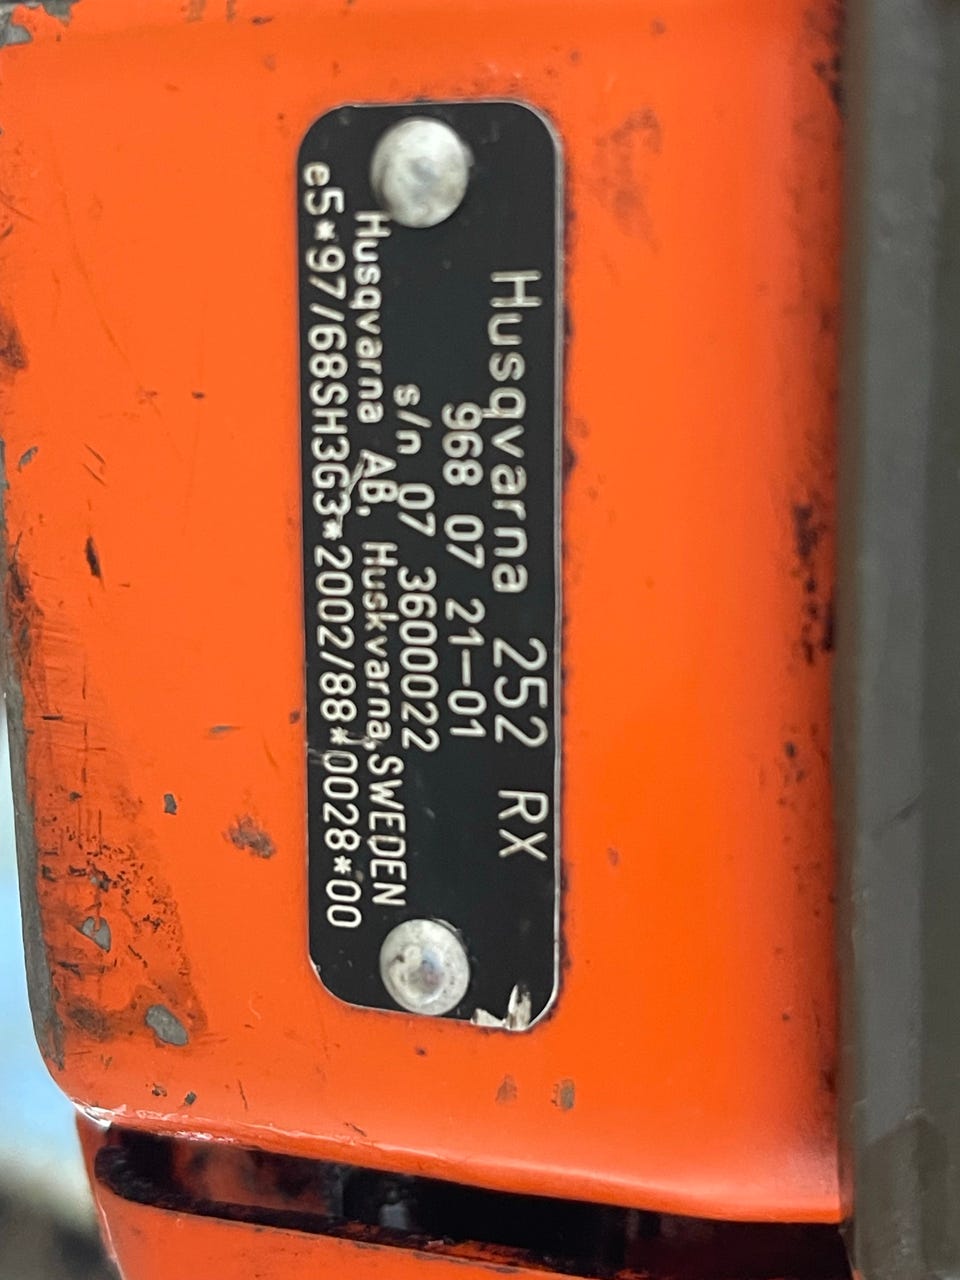 Husqvarna 252 RX
968 07 21-01
s/n 07 3600022
Husqvarna AB, Huskvarna,SWEDEN
e5*97/68SH3G3*2002/88*0028*00